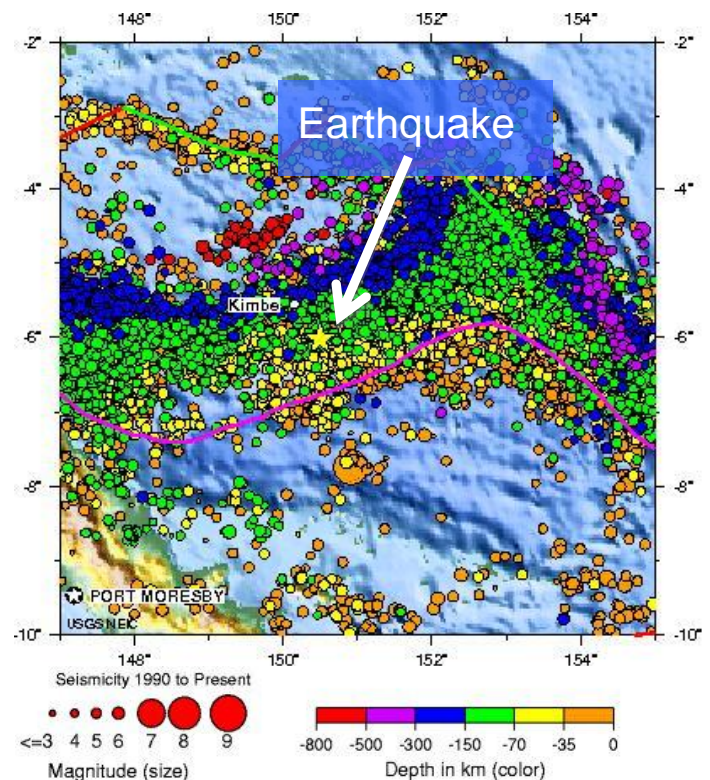 148° 150° 152° 154°
-2° -2°
Earthquake
-4° -4°
Kimbe
-6° -6°
-8° -8°
PORT MORESBY
USGS NEIC
-10° -10°
148° 150° 152° 154°
Seismicity 1990 to Present
<=3 4 5 6 7 8 9
Magnitude (size)
-800 -500 -300 -150 -70 -35 0
Depth in km (color)